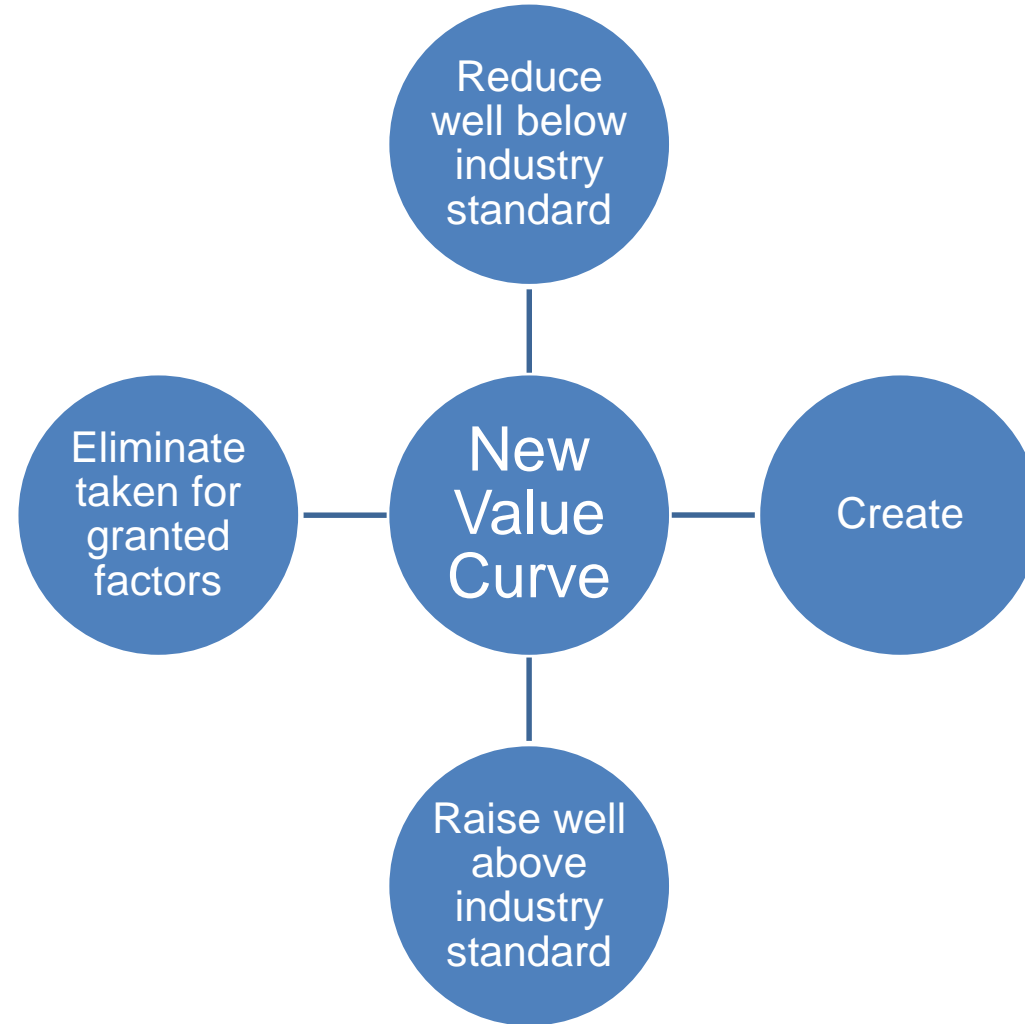 Reduce
well below
industry
standard
Eliminate
taken for
granted
factors
New
Value
Curve
Create
Raise well
above
industry
standard